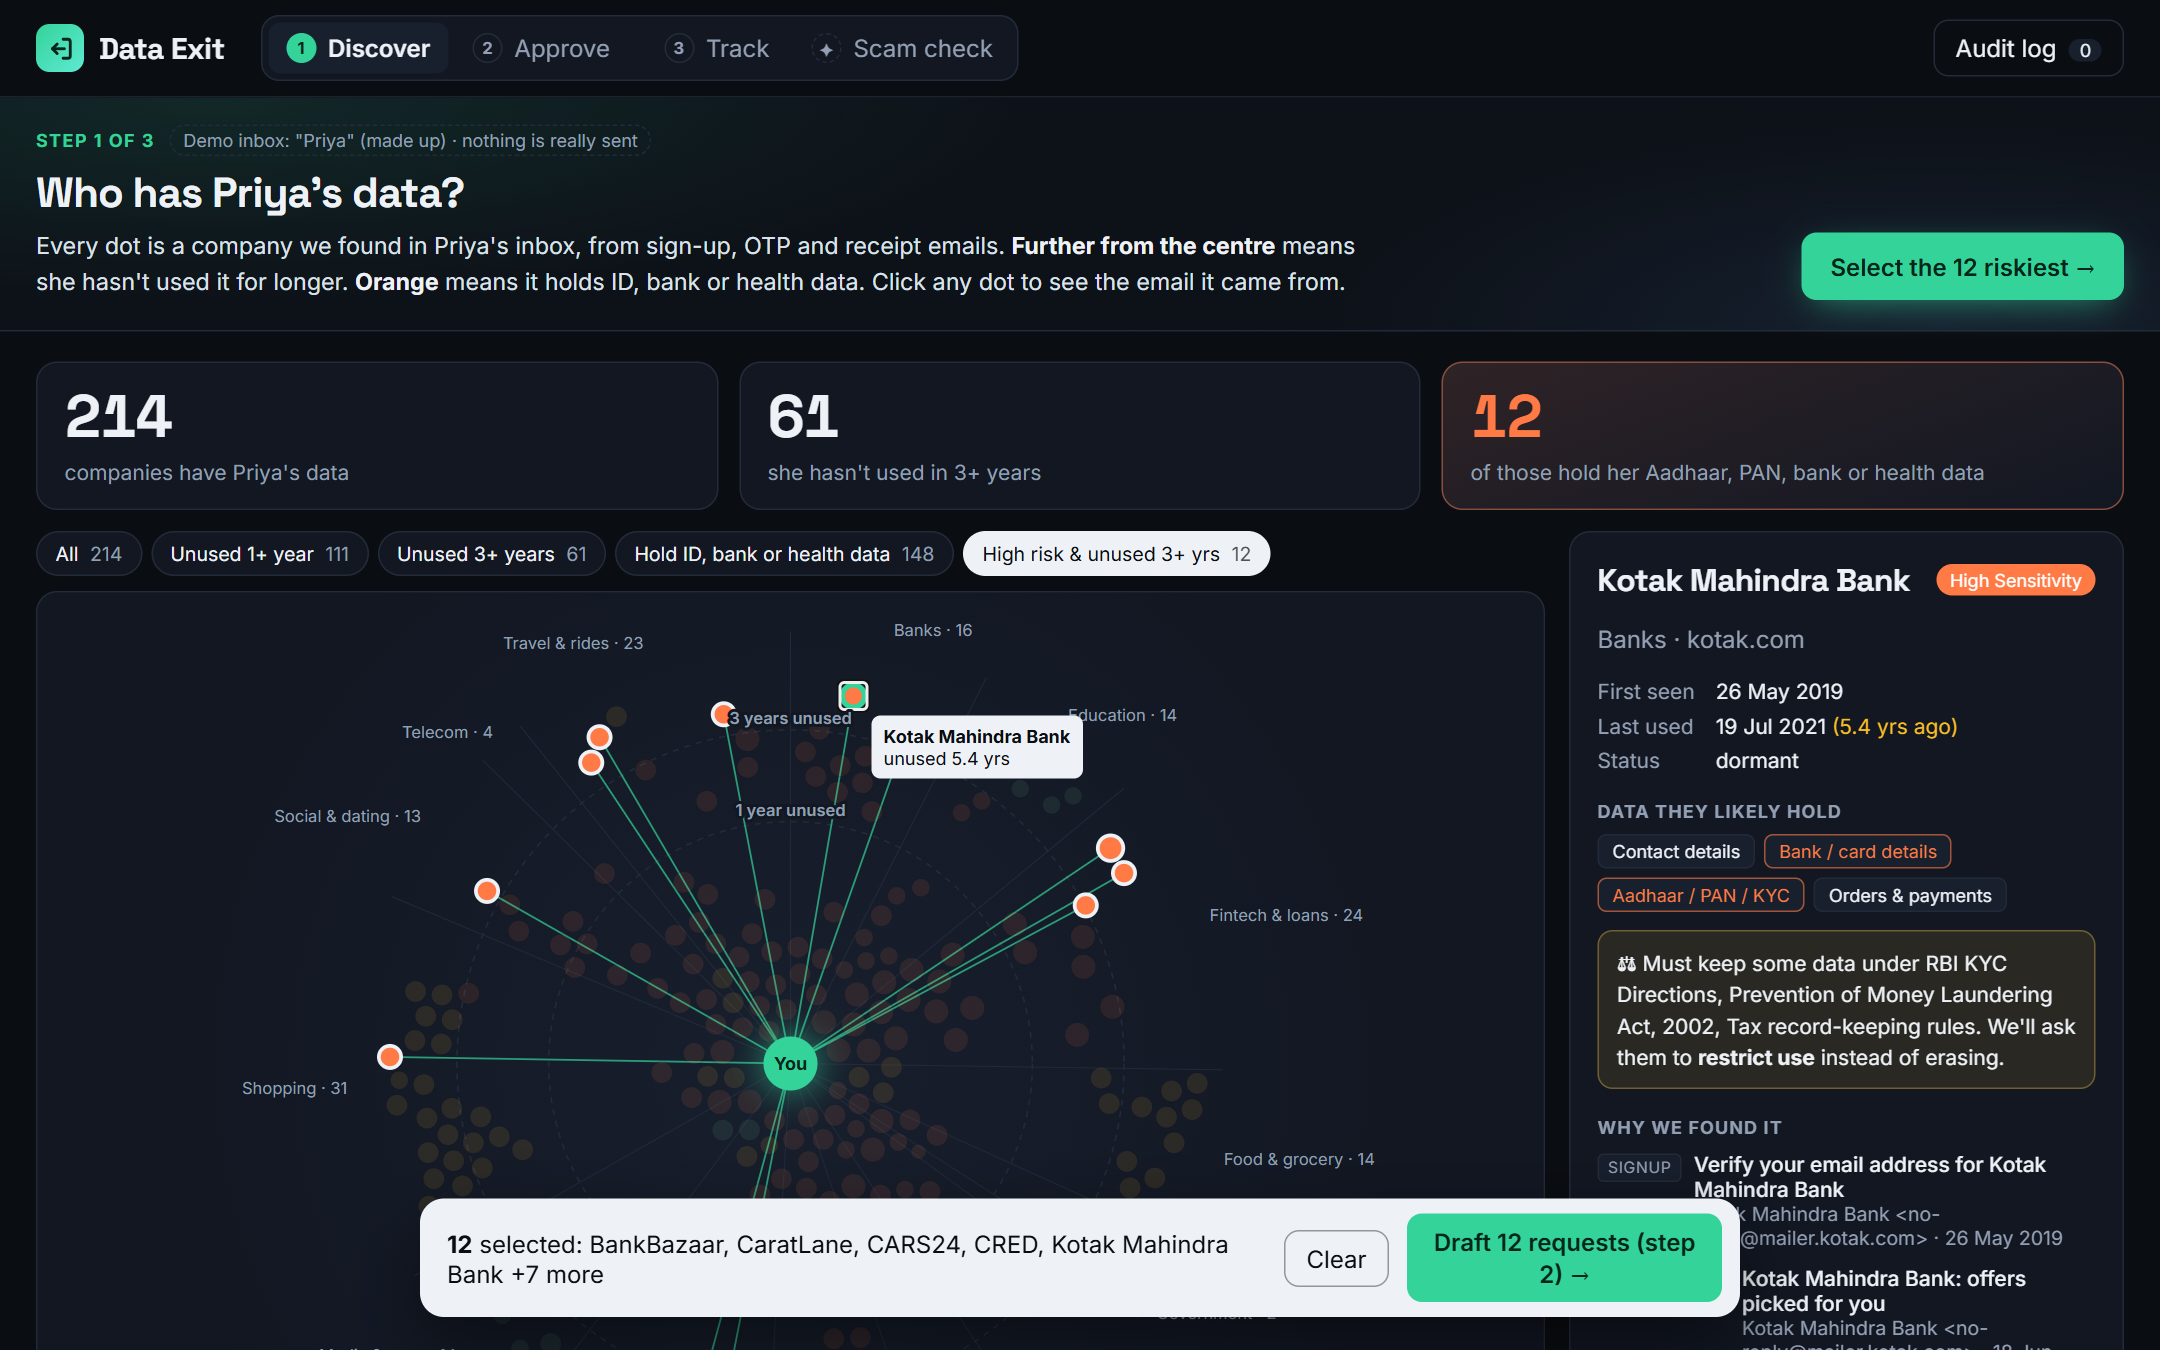 Data Exit
1 Discover
2 Approve
3 Track
Scam check
Audit log 0
STEP 1 OF 3
Demo inbox: "Priya" (made up) · nothing is really sent
Who has Priya's data?
Every dot is a company we found in Priya's inbox, from sign-up, OTP and receipt emails. Further from the centre means
she hasn't used it for longer. Orange means it holds ID, bank or health data. Click any dot to see the email it came from.
Select the 12 riskiest →
214
companies have Priya's data
61
she hasn't used in 3+ years
12
of those hold her Aadhaar, PAN, bank or health data
All 214
Unused 1+ year 111
Unused 3+ years 61
Hold ID, bank or health data 148
High risk & unused 3+ yrs 12
Banks · 16
Travel & rides · 23
Education · 14
3 years unused
Telecom · 4
Kotak Mahindra Bank
unused 5.4 yrs
1 year unused
Social & dating · 13
Fintech & loans · 24
You
Shopping · 31
Food & grocery · 14
Kotak Mahindra Bank
High Sensitivity
Banks · kotak.com
First seen 26 May 2019
Last used 19 Jul 2021 (5.4 yrs ago)
Status dormant
DATA THEY LIKELY HOLD
Contact details
Bank / card details
Aadhaar / PAN / KYC
Orders & payments
Must keep some data under RBI KYC
Directions, Prevention of Money Laundering
Act, 2002, Tax record-keeping rules. We'll ask
them to restrict use instead of erasing.
WHY WE FOUND IT
SIGNUP
Verify your email address for Kotak
Mahindra Bank
Mahindra Bank <no-
@mailer.kotak.com> · 26 May 2019
Kotak Mahindra Bank: offers
picked for you
Kotak Mahindra Bank <no-
12 selected: BankBazaar, CaratLane, CARS24, CRED, Kotak Mahindra
Bank +7 more
Clear
Draft 12 requests (step
2) →